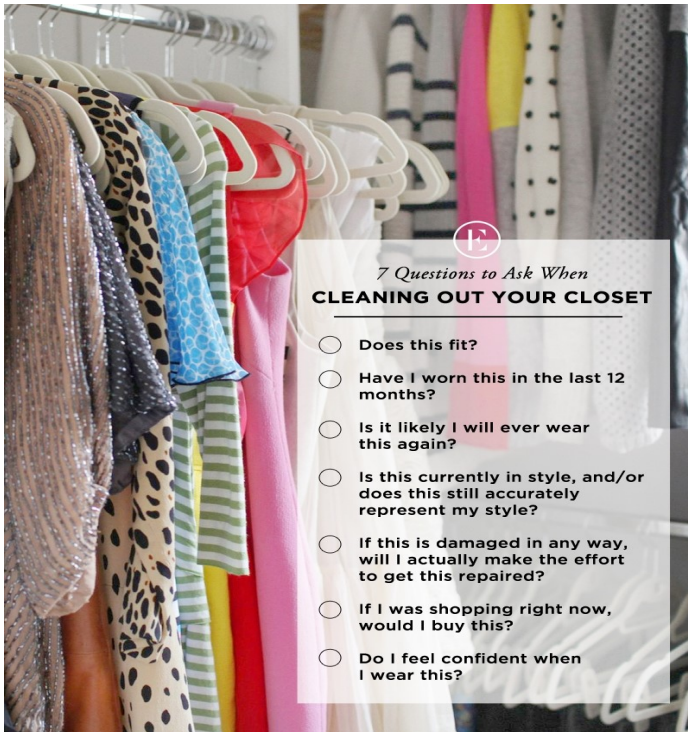 E
7 Questions to Ask When
CLEANING OUT YOUR CLOSET
Does this fit?
Have I worn this in the last 12
months?
Is it likely I will ever wear
this again?
Is this currently in style, and/or
does this still accurately
represent my style?
If this is damaged in any way,
will I actually make the effort
to get this repaired?
If I was shopping right now,
would I buy this?
Do I feel confident when
I wear this?